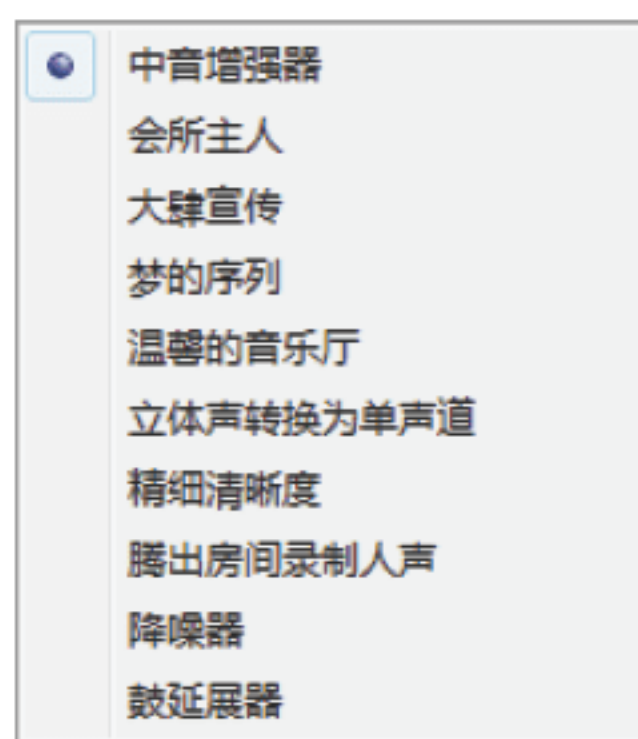 中音增强器
会所主人
大肆宣传
梦的序列
温馨的音乐厅
立体声转换为单声道
精细清晰度
腾出房间录制人声
降噪器
鼓延展器